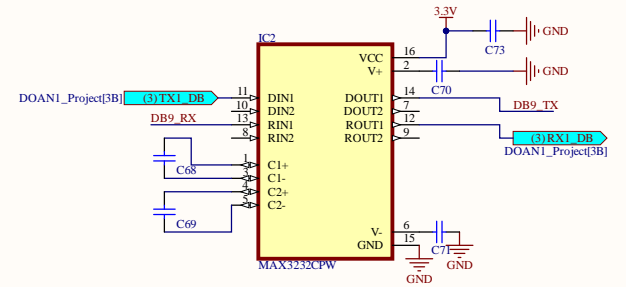 3.3V
IC2
GND
C73
VCC 16
V+ 2
GND
C70
DOAN1_Project[3B] (3) TX1_DB 11 DIN1 DOUT1 14
10 DIN2 DOUT2 7 DB9_TX
DB9_RX 13 RIN1 ROUT1 12
8 RIN2 ROUT2 9 (3) RX1_DB
DOAN1_Project[3B]
1 C1+
C68 3 C1-
4 C2+
C69 5 C2-
V- 6
GND 15 C71
GND
MAX3232CPW
GND